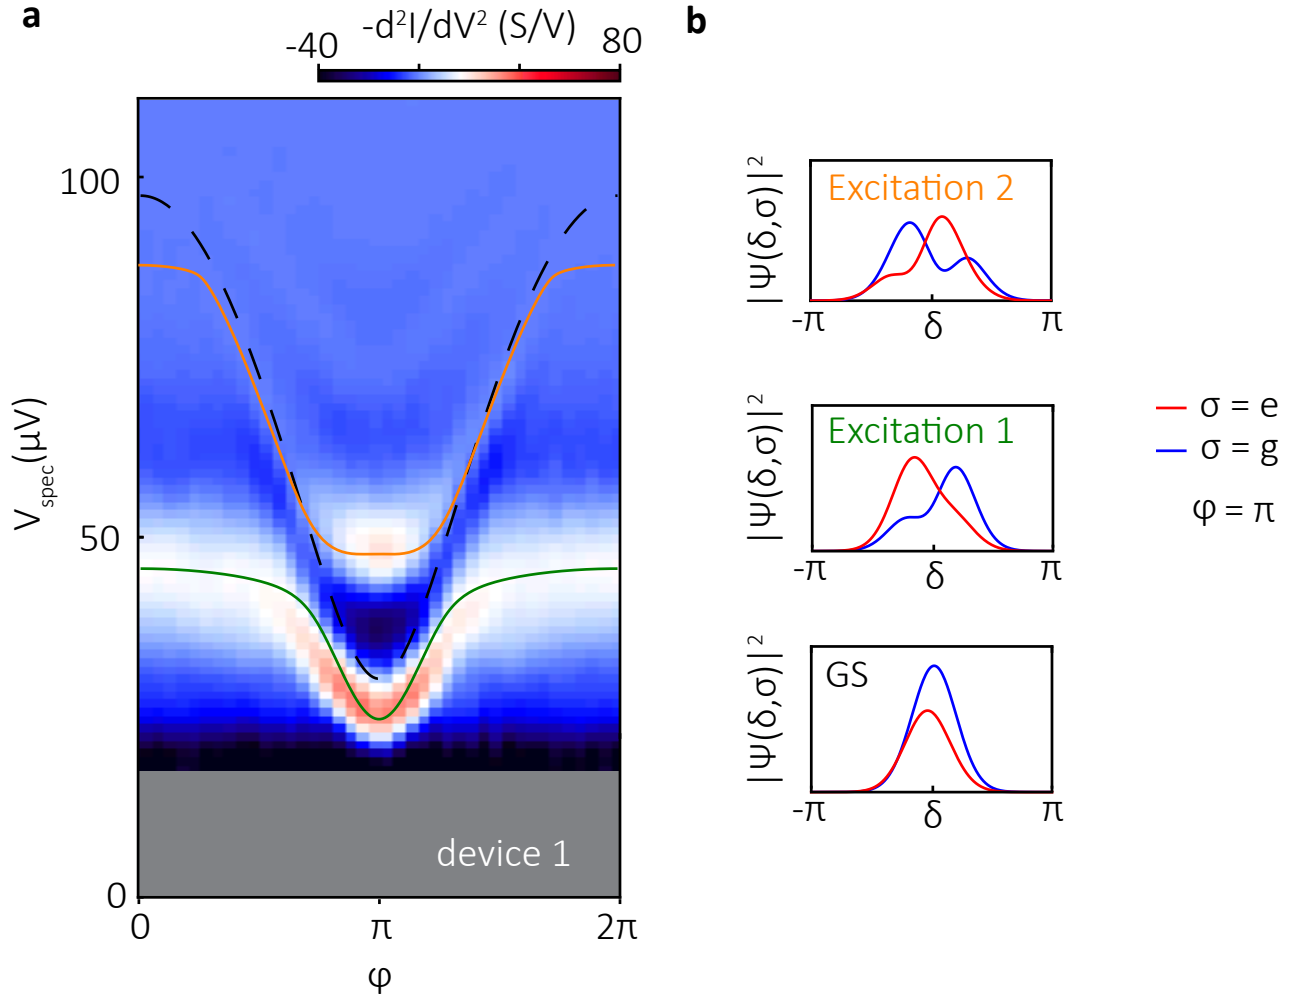 a
-d²I/dV² (S/V)
-40 80
100
50
0
V_spec(μV)
0 π 2π
φ
device 1
b
Excitation 2
|Ψ(δ,σ)|²
-π δ π
Excitation 1
|Ψ(δ,σ)|²
-π δ π
GS
|Ψ(δ,σ)|²
-π δ π
σ = e
σ = g
φ = π